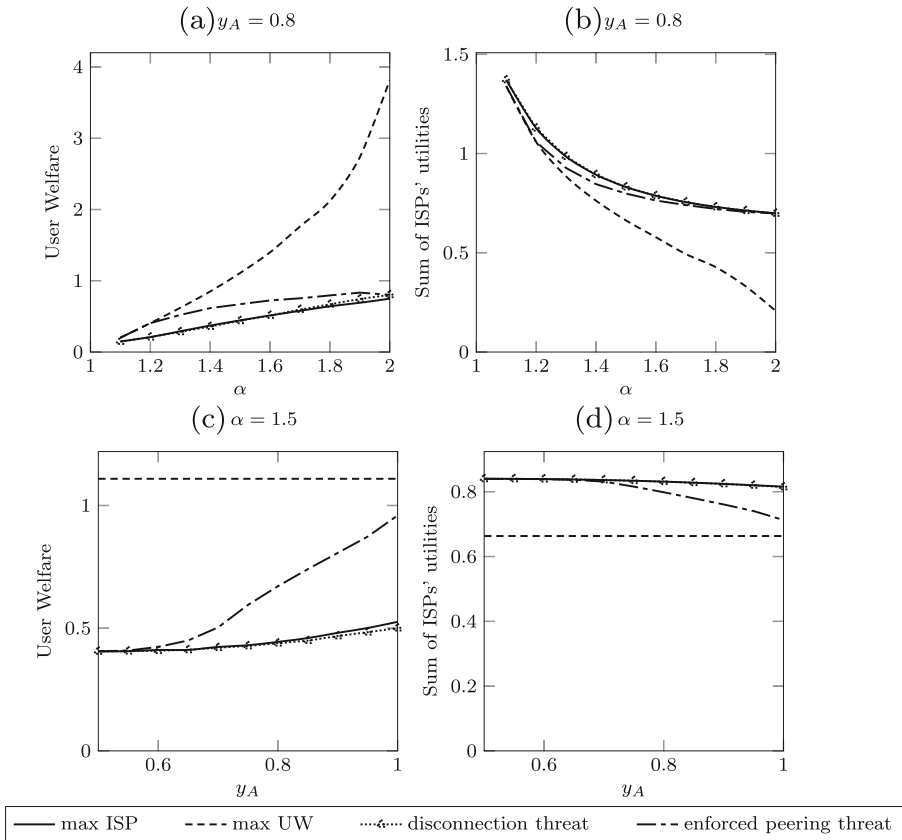 (a) y_A = 0.8
(b) y_A = 0.8
User Welfare
4
3
2
1
0
1 1.2 1.4 1.6 1.8 2
α
Sum of ISPs' utilities
1.5
1
0.5
0
1 1.2 1.4 1.6 1.8 2
α
(c) α = 1.5
(d) α = 1.5
User Welfare
1
0.5
0
0.6 0.8 1
y_A
Sum of ISPs' utilities
0.8
0.6
0.4
0.2
0
0.6 0.8 1
y_A
max ISP max UW disconnection threat enforced peering threat